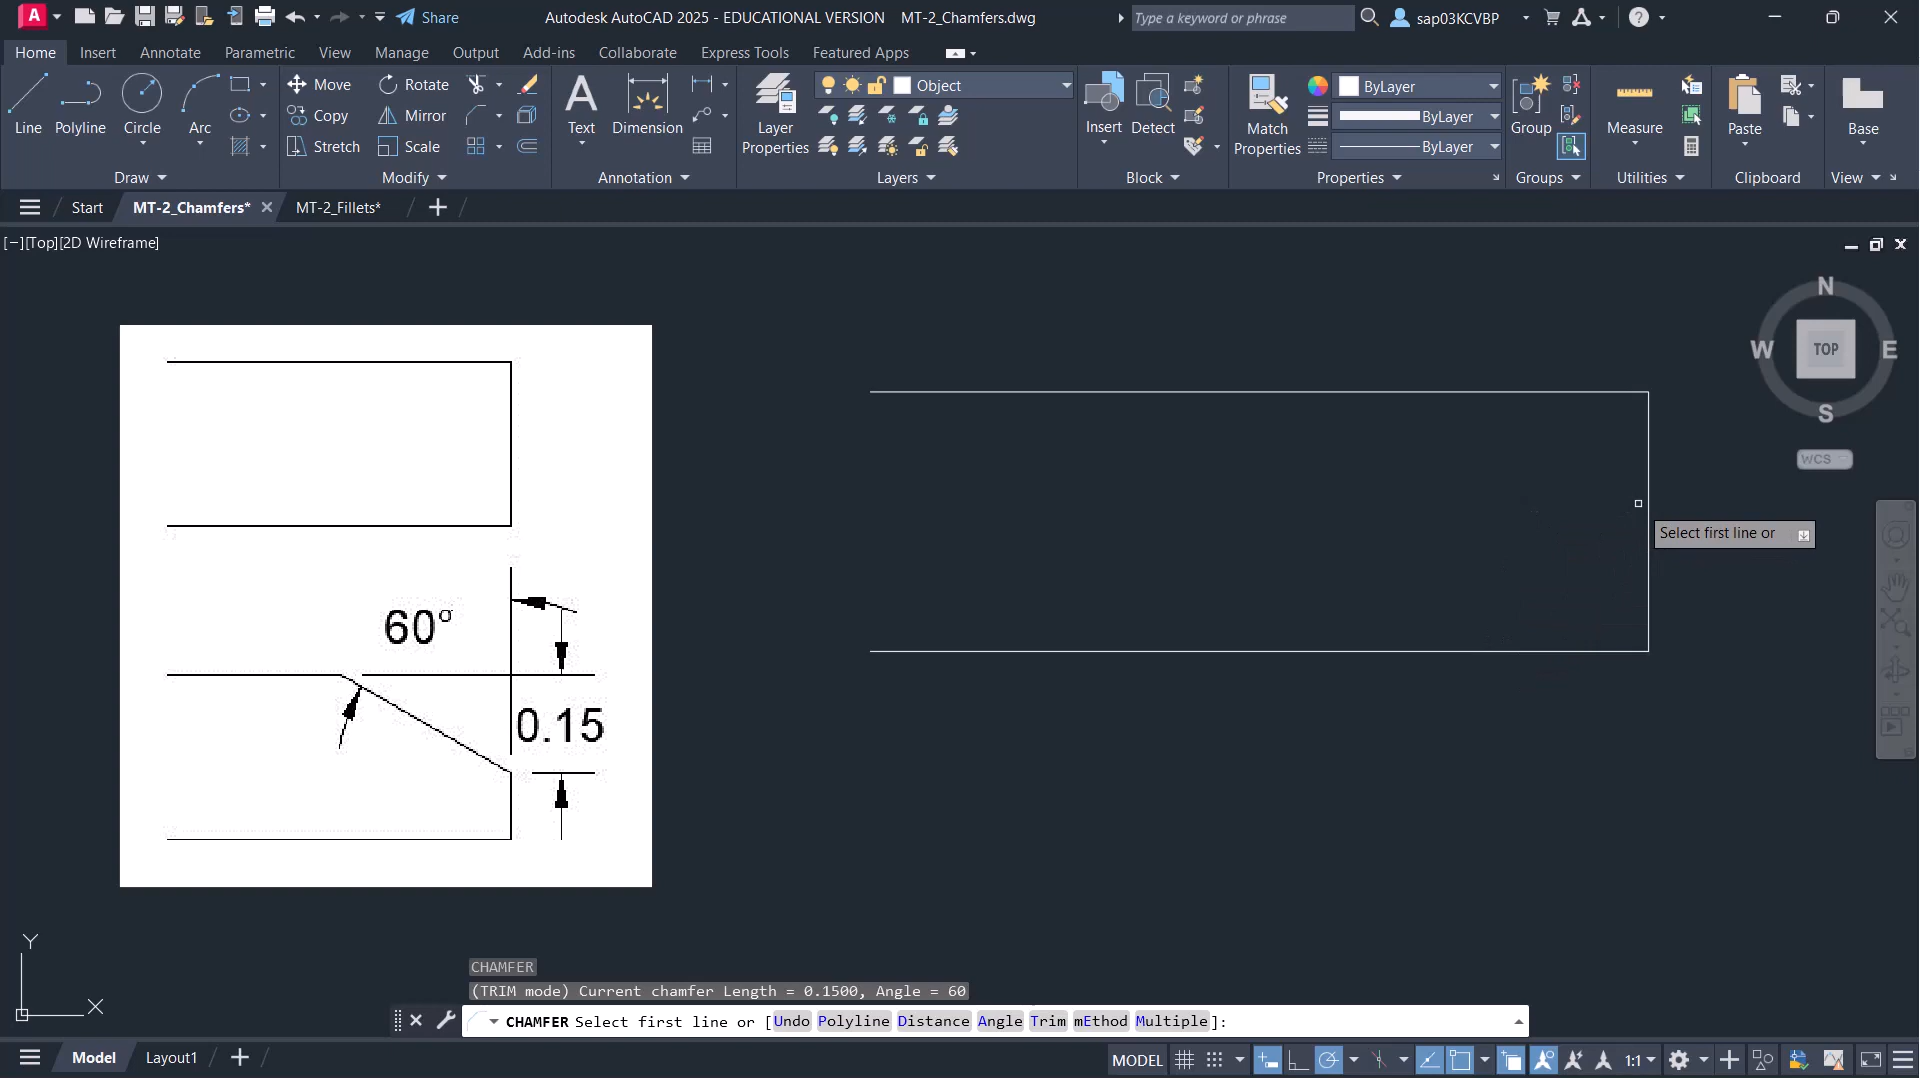 A Share Autodesk AutoCAD 2025 - EDUCATIONAL VERSION MT-2_Chamfers.dwg Type a keyword or phrase sap03KCVBP
Home Insert Annotate Parametric View Manage Output Add-ins Collaborate Express Tools Featured Apps
Line Polyline Circle Arc
Move Rotate
Copy Mirror
Stretch Scale
Text Dimension
Layer Properties
Object
Insert Detect
Match Properties
ByLayer
ByLayer
ByLayer
Group
Measure
Paste
Base
Draw Modify Annotation Layers Block Properties Groups Utilities Clipboard View
Start MT-2_Chamfers* MT-2_Fillets*
[−][Top][2D Wireframe]
N
W TOP E
S
WCS
Select first line or
60°
0.15
Y
X
CHAMFER
(TRIM mode) Current chamfer Length = 0.1500, Angle = 60
CHAMFER Select first line or [Undo Polyline Distance Angle Trim mEthod Multiple]:
Model Layout1 MODEL 1:1